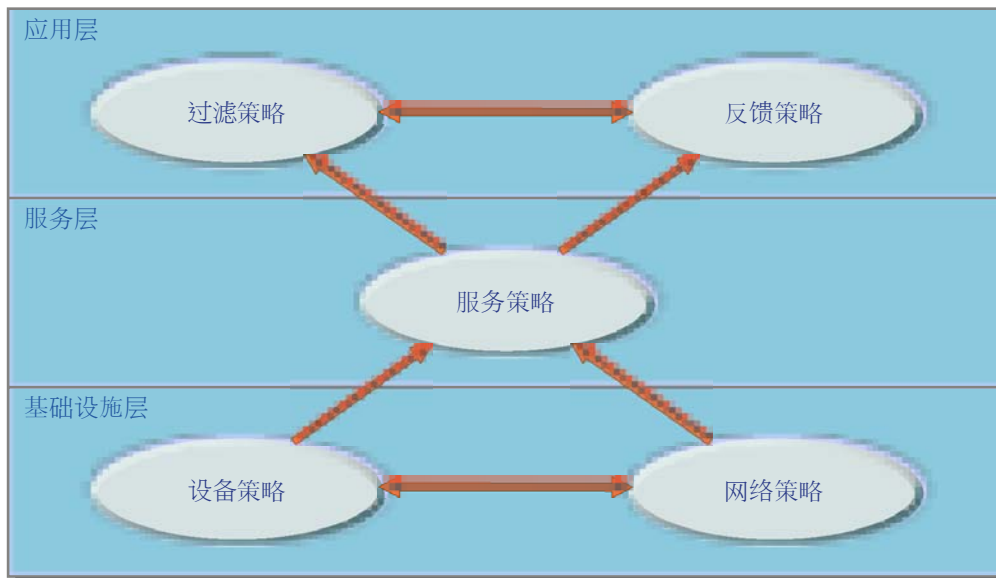 应用层
过滤策略
反馈策略
服务层
服务策略
基础设施层
设备策略
网络策略